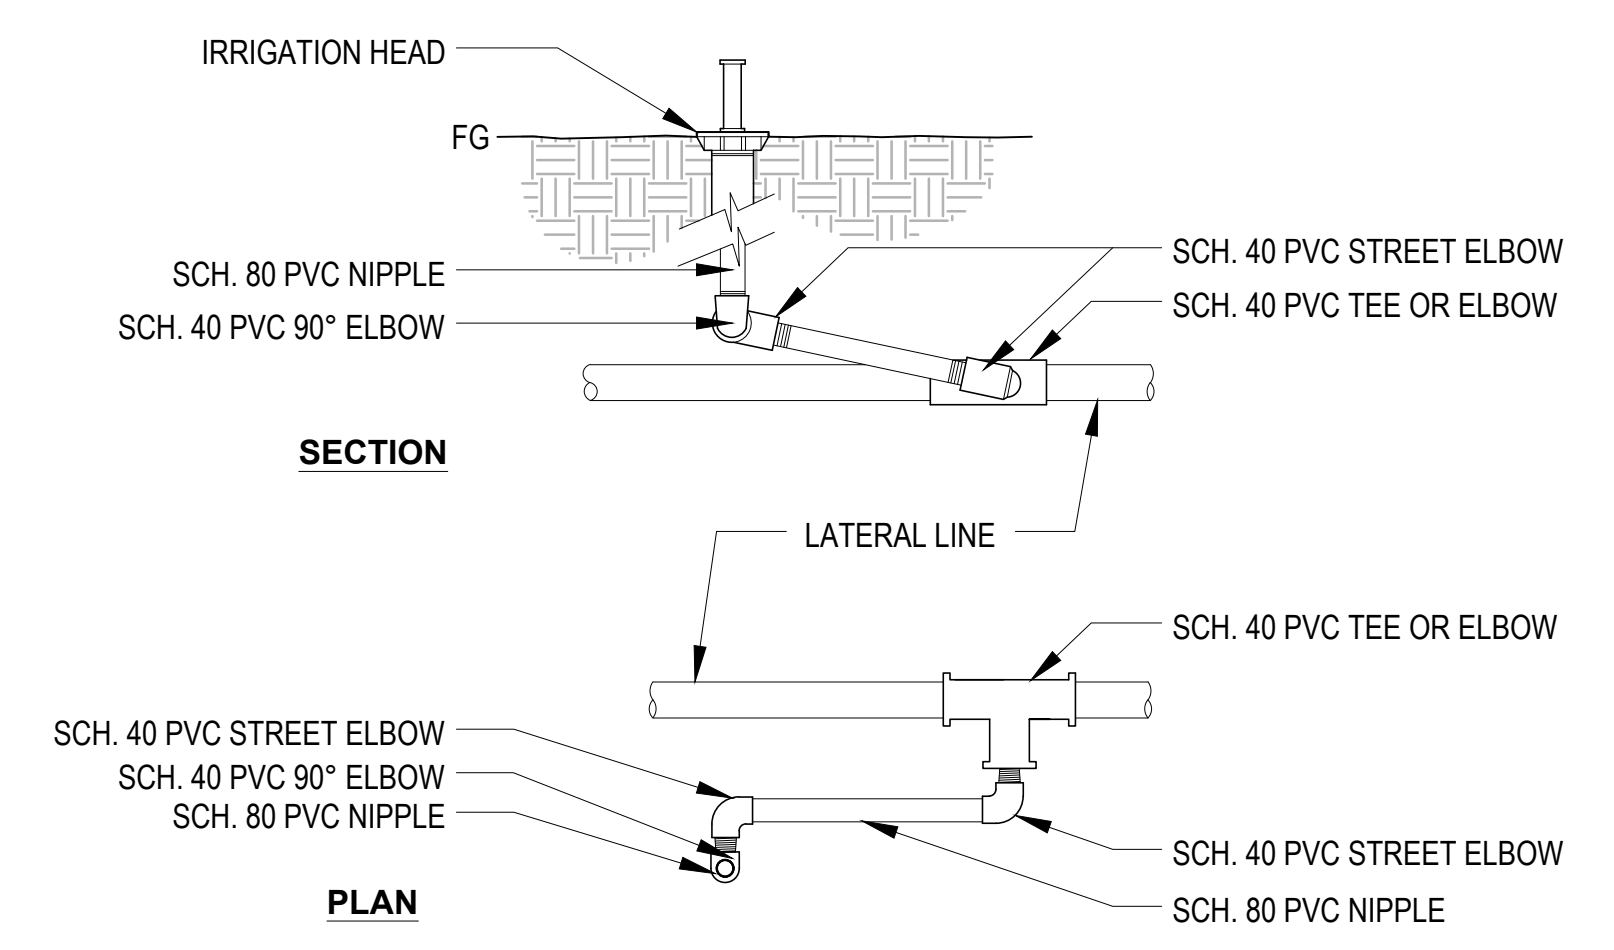 IRRIGATION HEAD
FG
SCH. 80 PVC NIPPLE
SCH. 40 PVC 90° ELBOW
SCH. 40 PVC STREET ELBOW
SCH. 40 PVC TEE OR ELBOW
SECTION
LATERAL LINE
SCH. 40 PVC TEE OR ELBOW
SCH. 40 PVC STREET ELBOW
SCH. 40 PVC 90° ELBOW
SCH. 80 PVC NIPPLE
SCH. 40 PVC STREET ELBOW
SCH. 80 PVC NIPPLE
PLAN